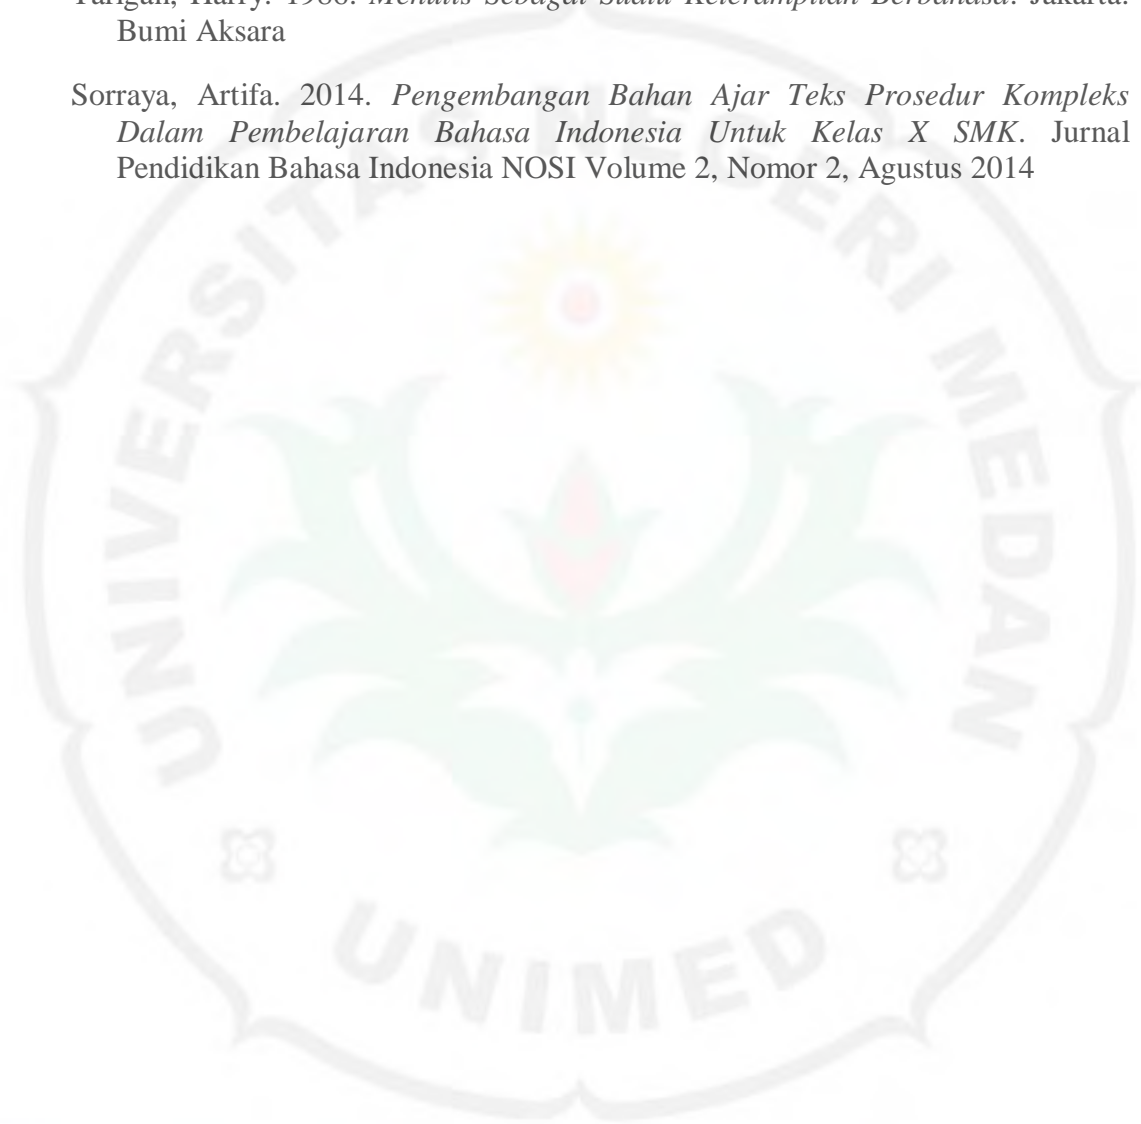 Bumi Aksara
Sorraya, Artifa. 2014. Pengembangan Bahan Ajar Teks Prosedur Kompleks
Dalam Pembelajaran Bahasa Indonesia Untuk Kelas X SMK. Jurnal
Pendidikan Bahasa Indonesia NOSI Volume 2, Nomor 2, Agustus 2014
UNIVERSITAS NEGERI MEDAN
UNIMED